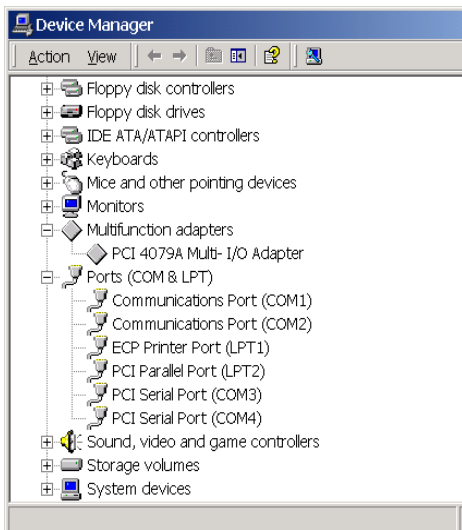 Device Manager
Action View
Floppy disk controllers
Floppy disk drives
IDE ATA/ATAPI controllers
Keyboards
Mice and other pointing devices
Monitors
Multifunction adapters
PCI 4079A Multi- I/O Adapter
Ports (COM & LPT)
Communications Port (COM1)
Communications Port (COM2)
ECP Printer Port (LPT1)
PCI Parallel Port (LPT2)
PCI Serial Port (COM3)
PCI Serial Port (COM4)
Sound, video and game controllers
Storage volumes
System devices